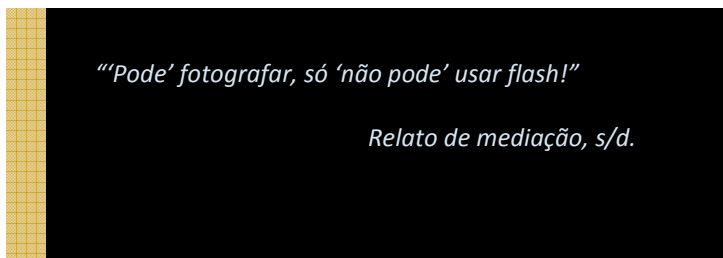 “‘Pode’ fotografar, só ‘não pode’ usar flash!”
Relato de mediação, s/d.